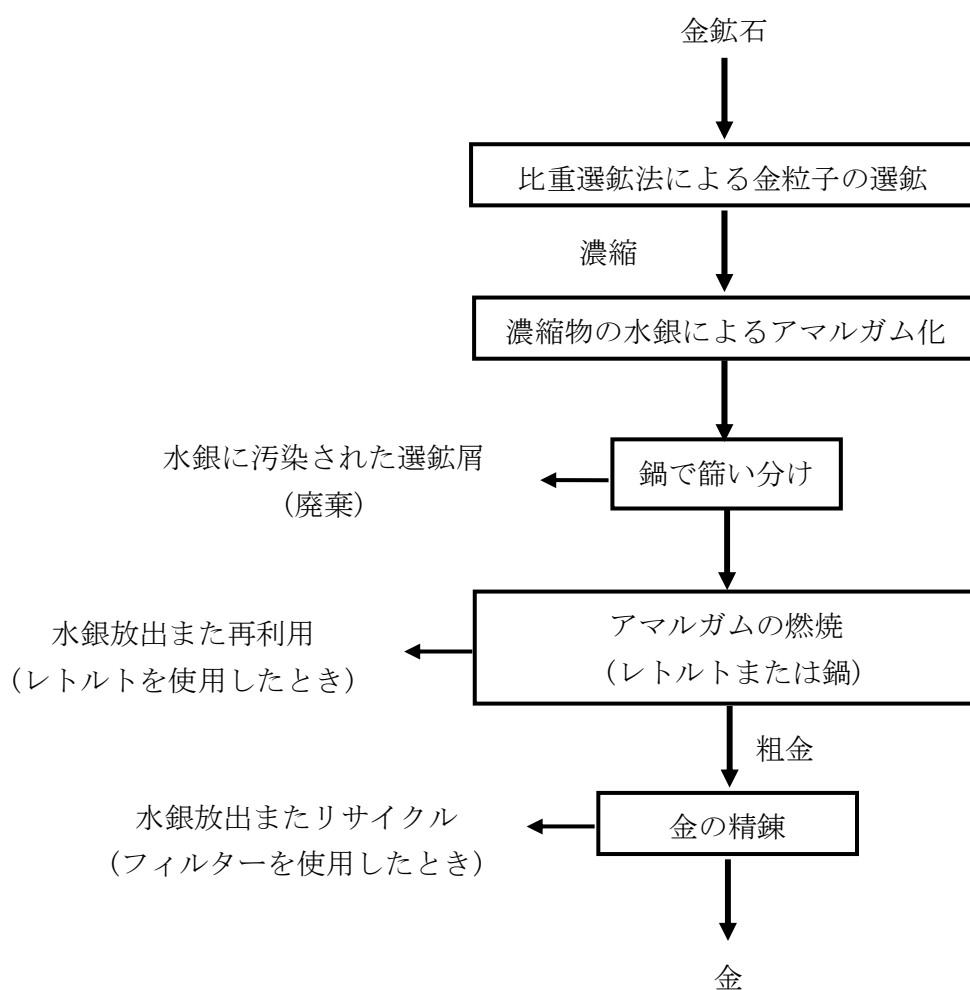 金鉱石
比重選鉱法による金粒子の選鉱
濃縮
濃縮物の水銀によるアマルガム化
水銀に汚染された選鉱屑
(廃棄)
鍋で篩い分け
水銀放出また再利用
(レトルトを使用したとき)
アマルガムの燃焼
(レトルトまたは鍋)
粗金
水銀放出またリサイクル
(フィルターを使用したとき)
金の精錬
金